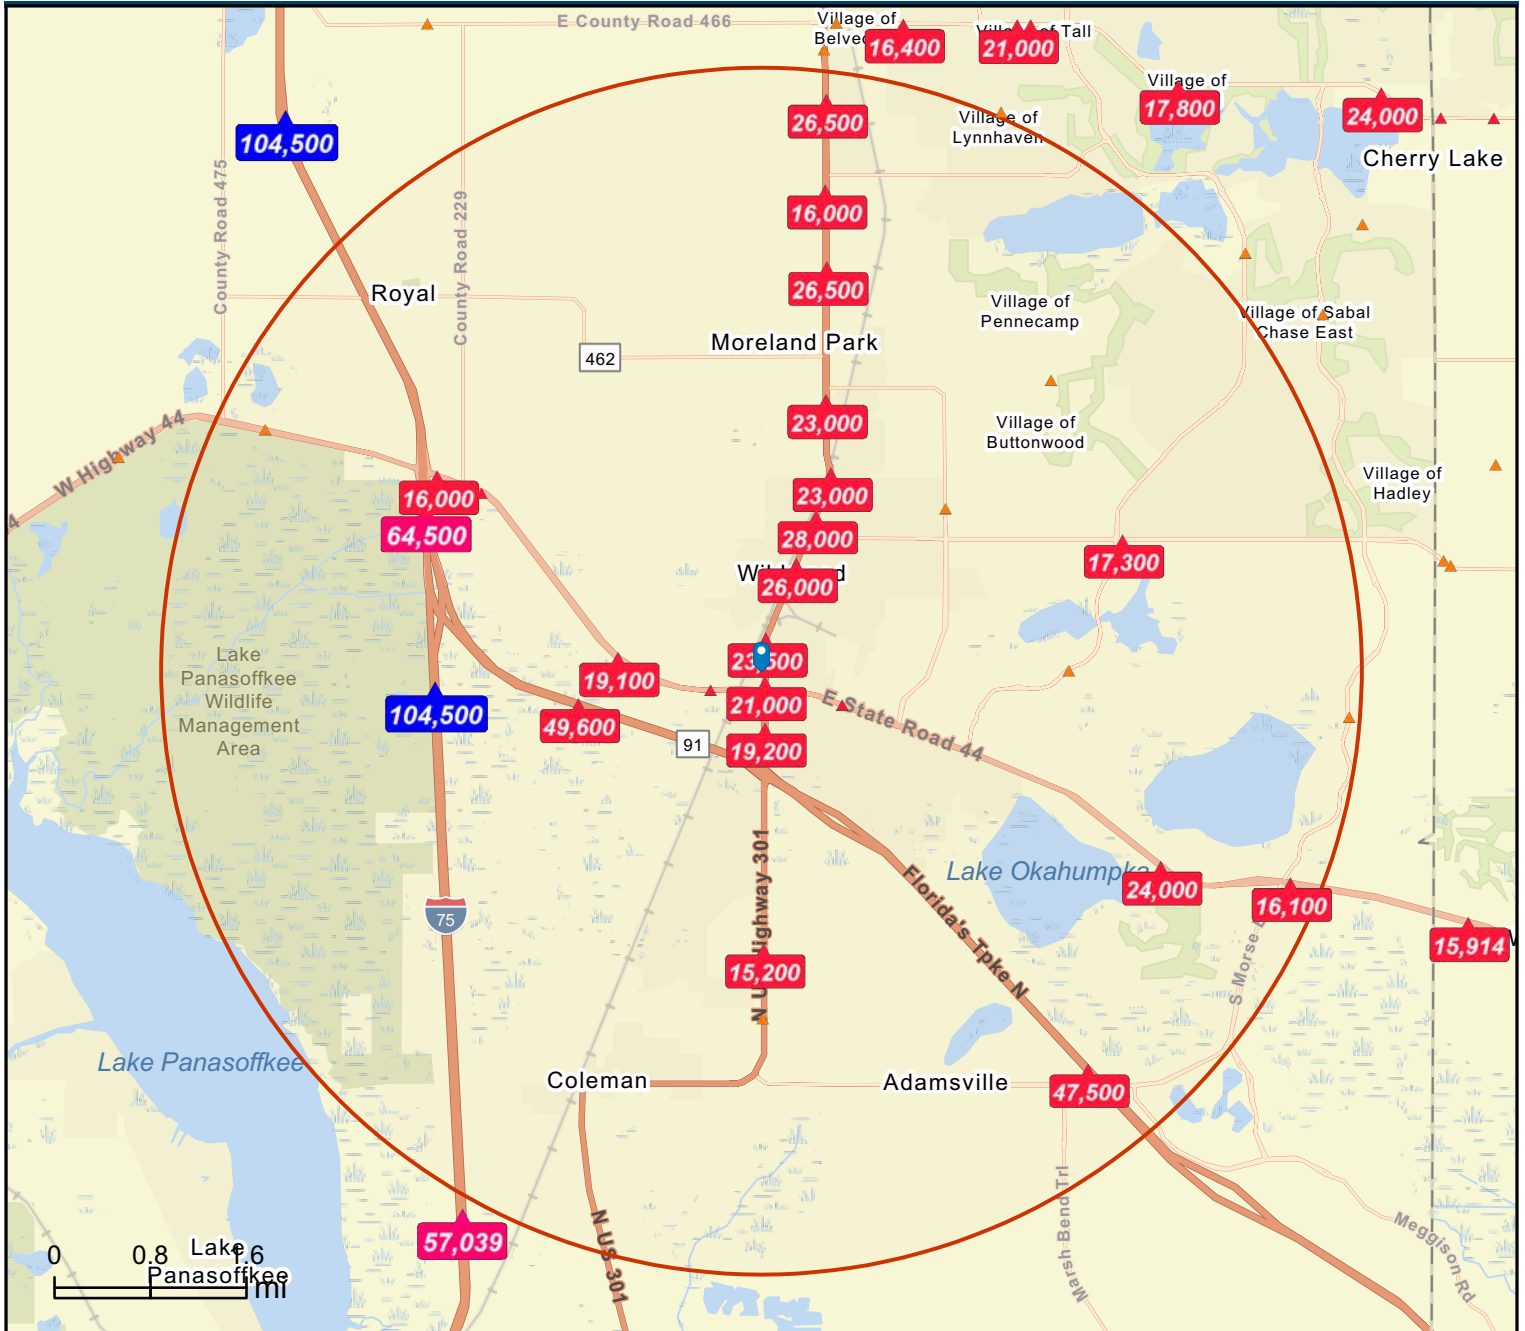 E County Road 466
Village of
16,400
Village of Tall
21,000
Village of
17,800
24,000
104,500
26,500
Village of
Lynnhaven
Cherry Lake
County Road 475
County Road 229
16,000
Royal
26,500
Village of
Pennecamp
Village of Sabal
Chase East
Moreland Park
462
W Highway 44
23,000
Village of
Buttonwood
Village of
Hadley
16,000
23,000
4
64,500
28,000
17,300
26,000
Lake
Panasoffkee
Wildlife
Management
Area
23,500
19,100
21,000
E State Road 44
104,500
49,600
91
19,200
N US Highway 301
Florida's Tpke N
Lake Okahumpka
24,000
16,100
75
15,914
S Morse
15,200
Lake Panasoffkee
Coleman
Adamsville
47,500
Marsh Bend Trl
N US 301
57,039
Meggison Rd
0 0.8 1.6
mi
Lake
Panasoffkee